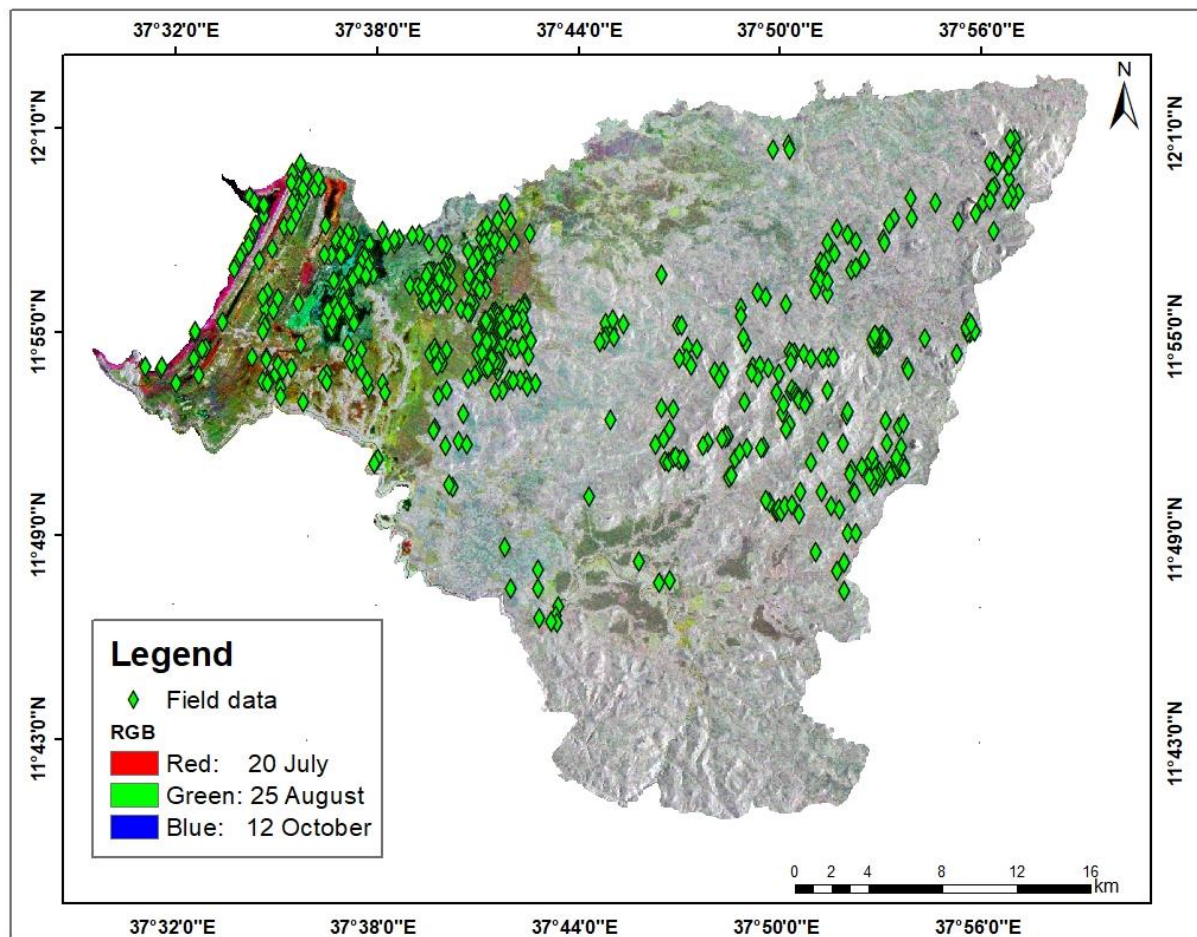 37°32'0"E 37°38'0"E 37°44'0"E 37°50'0"E 37°56'0"E
N
12°1'0"N 12°1'0"N
11°55'0"N 11°55'0"N
11°49'0"N 11°49'0"N
11°43'0"N 11°43'0"N
Legend
Field data
RGB
Red: 20 July
Green: 25 August
Blue: 12 October
0 2 4 8 12 16
km
37°32'0"E 37°38'0"E 37°44'0"E 37°50'0"E 37°56'0"E